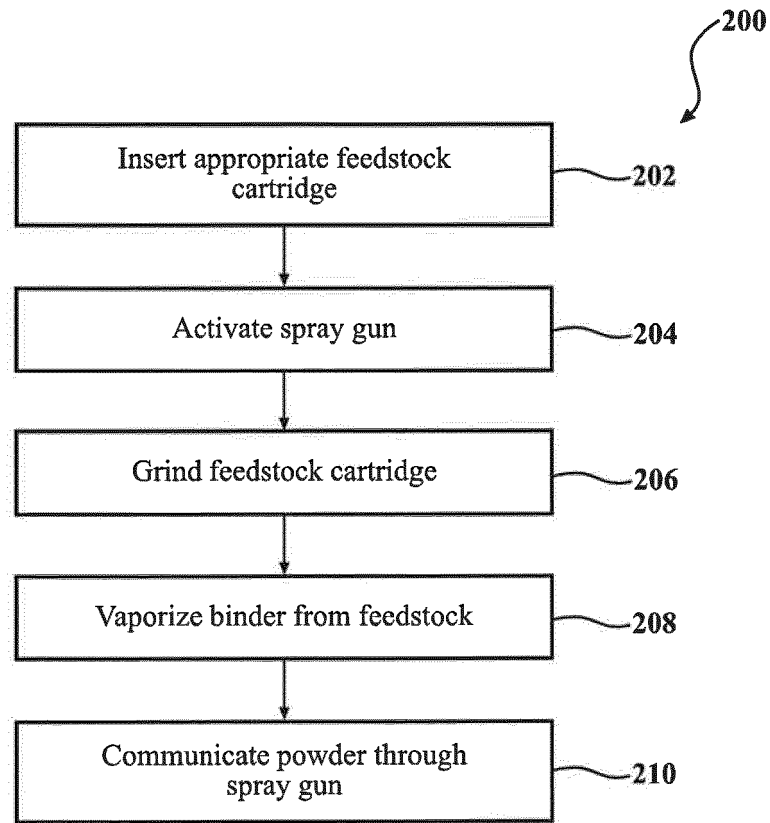 200
Insert appropriate feedstock
cartridge
202
Activate spray gun
204
Grind feedstock cartridge
206
Vaporize binder from feedstock
208
Communicate powder through
spray gun
210